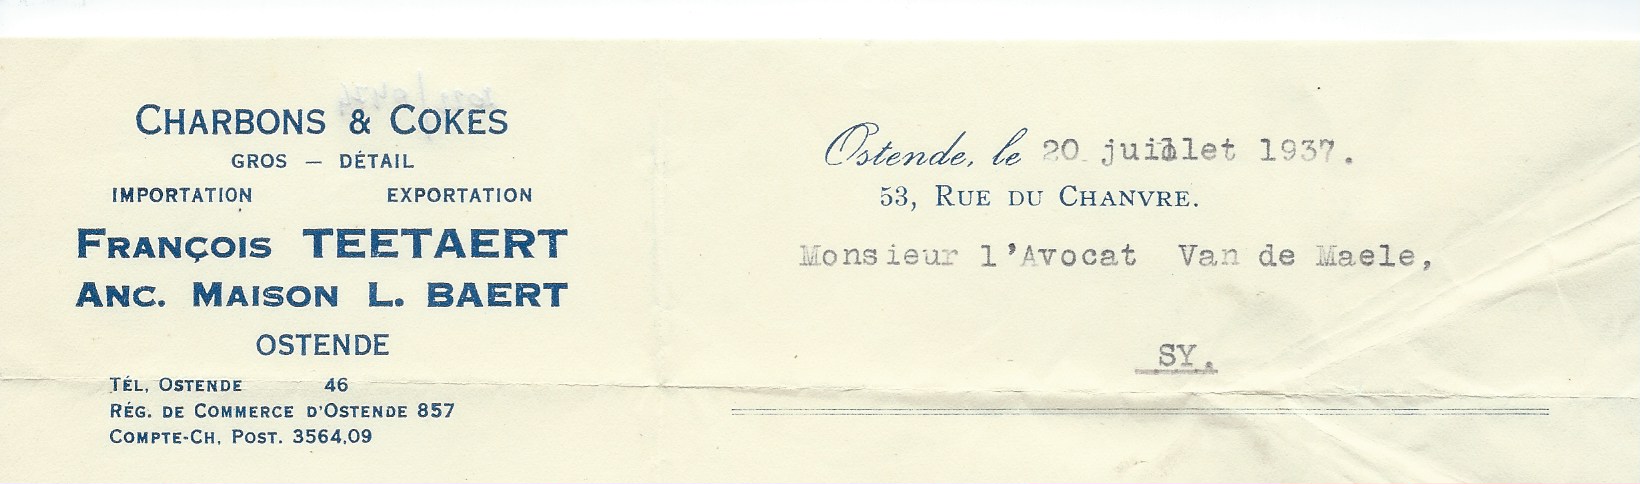 CHARBONS & COKES
GROS — DÉTAIL
IMPORTATION EXPORTATION
FRANÇOIS TEETAERT
ANC. MAISON L. BAERT
OSTENDE
TÉL. OSTENDE 46
RÉG. DE COMMERCE D'OSTENDE 857
COMPTE-CH. POST. 3564,09
Ostende, le 20 juillet 1937.
53, RUE DU CHANVRE.
Monsieur l'Avocat Van de Maele,
SY.